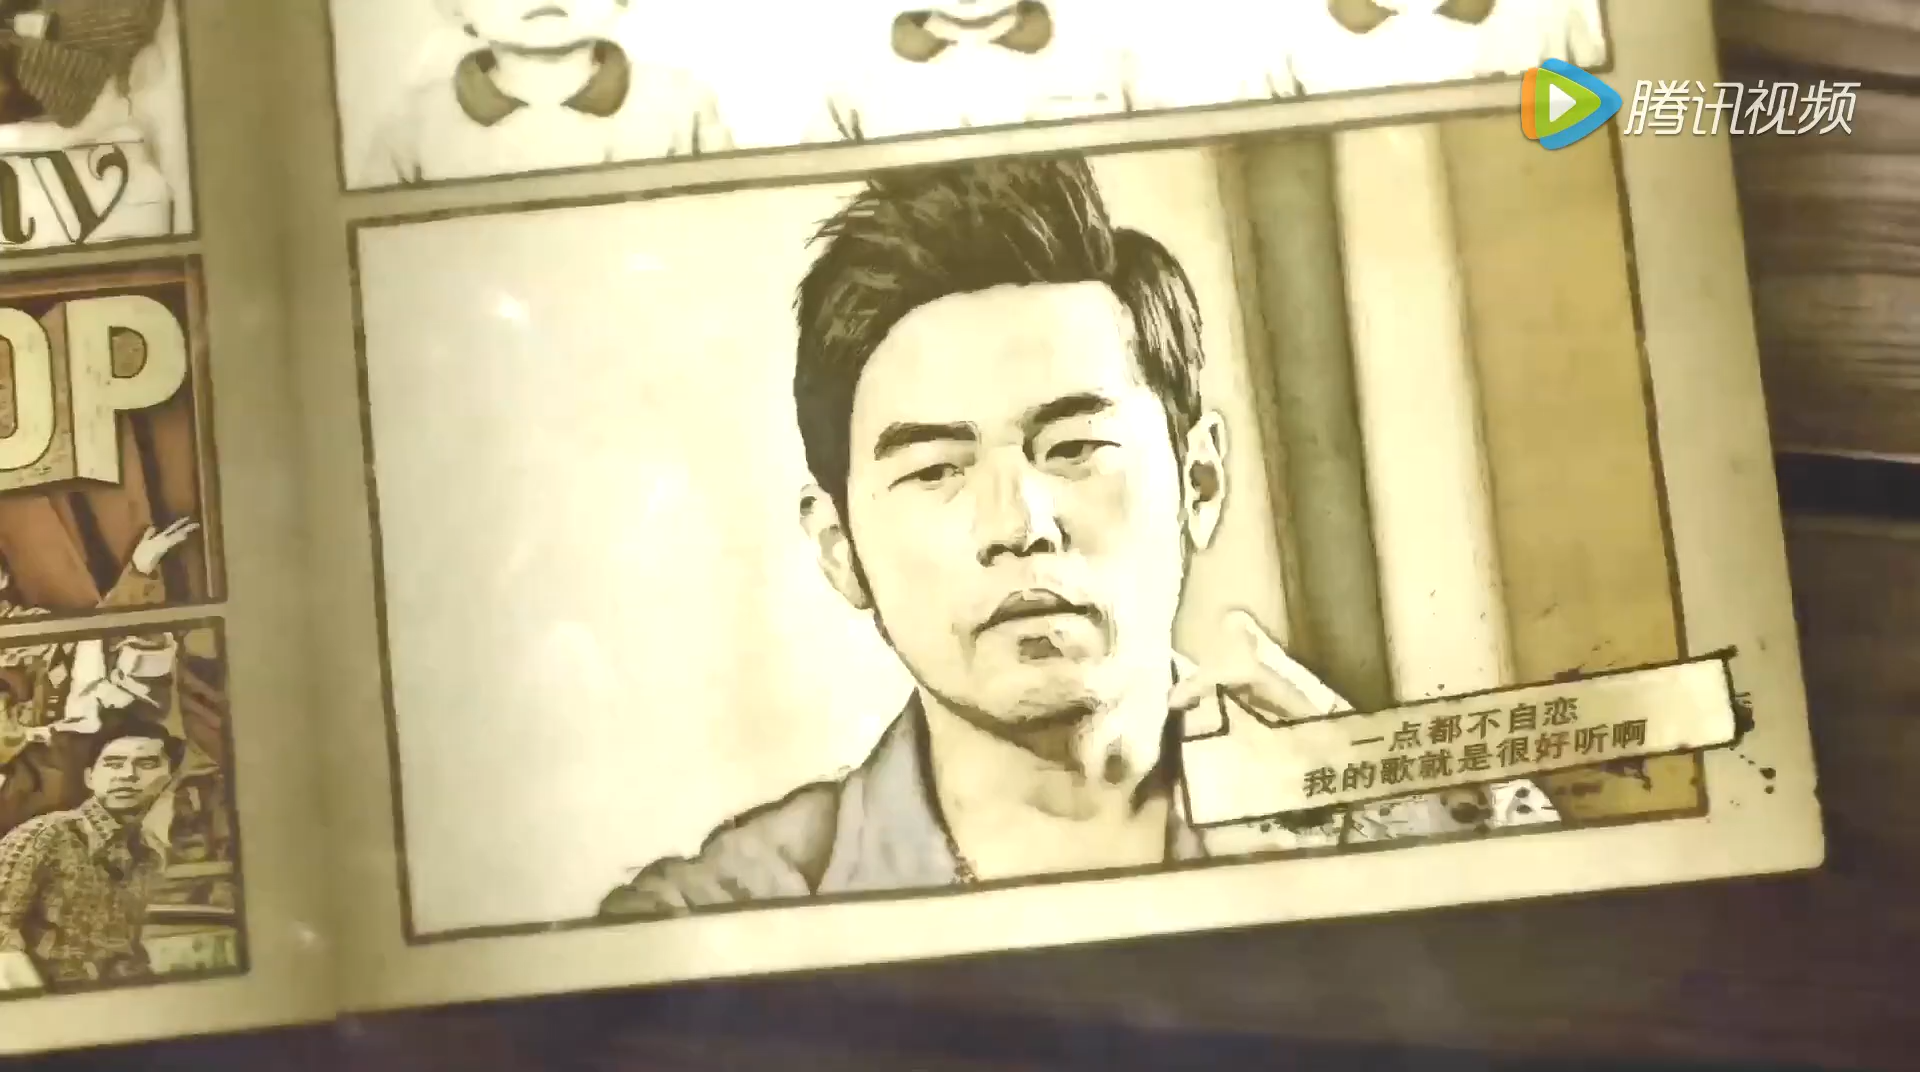 腾讯视频
OP
一点都不自恋
我的歌就是很好听啊